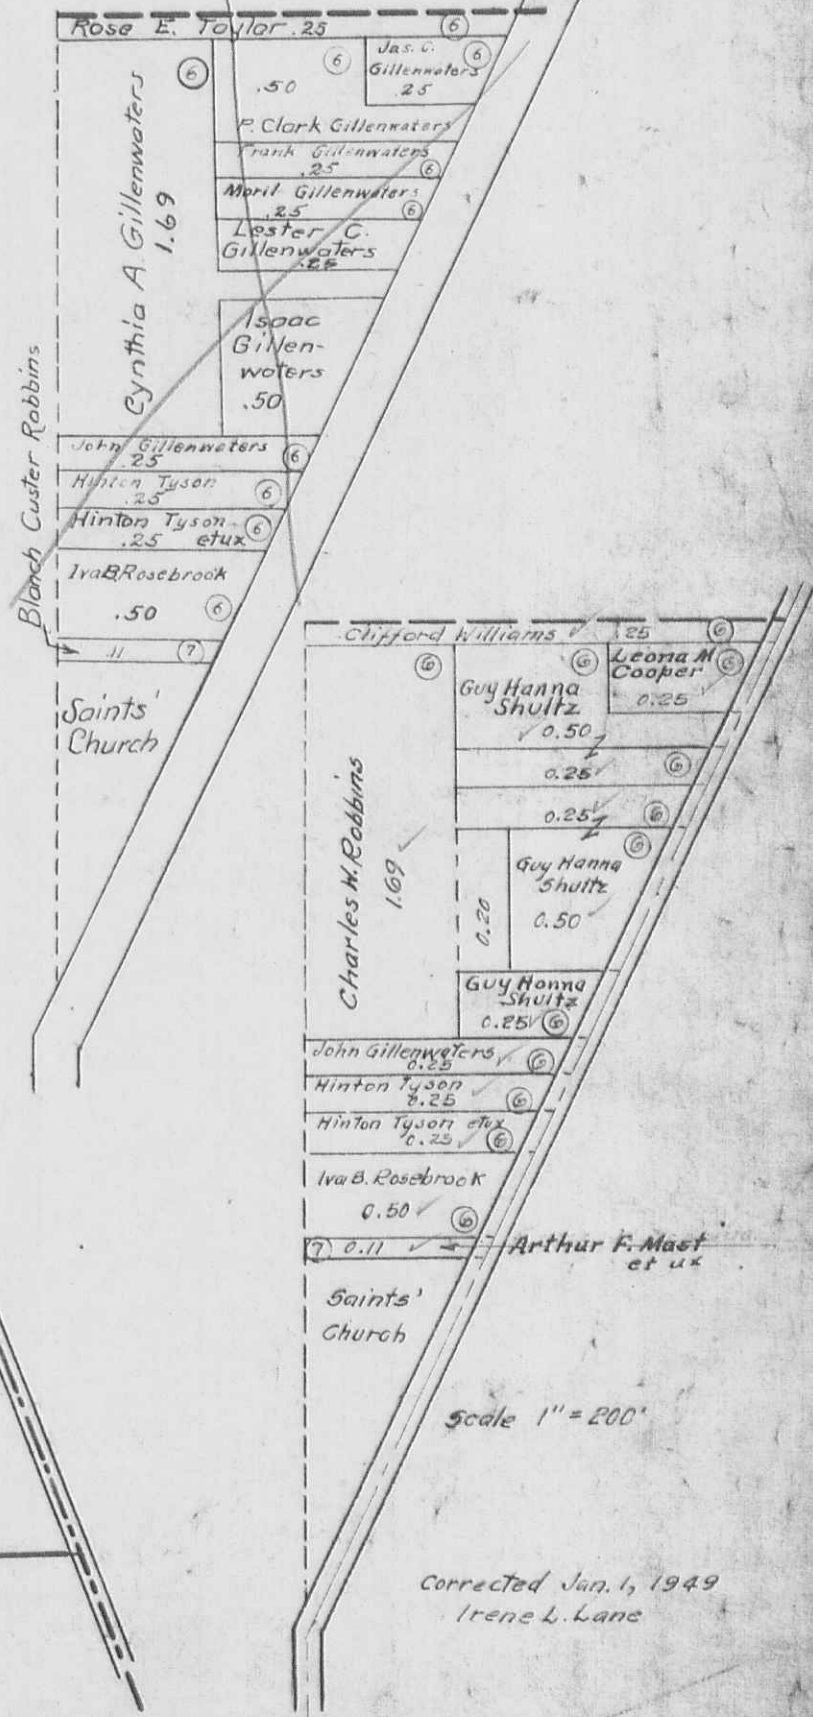 Rose E. Taylor .25 6
6
.50 6
Jas. C. 6
Gillenwaters
.25
P. Clark Gillenwaters
Frank Gillenwaters
.25 6
Moril Gillenwaters
.25 6
Lester C.
Gillenwaters
.25
Cynthia A. Gillenwaters
1.69
Isaac
Gillen-
waters
.50
John Gillenwaters
.25 6
Hinton Tyson
.25 6
Hinton Tyson 6
.25 etux
Iva B. Rosebrook
.50 6
Blanch Custer Robbins
.11 7
Saints'
Church
Clifford Williams ✓ .25 6
6
Guy Hanna 6
Shultz
✓ 0.50
Leona M
Cooper 6
0.25 ✓
0.25 ✓ 6
0.25 ✓ 6
Charles W. Robbins
1.69 ✓
0.20
6
Guy Hanna
Shultz
0.50 ✓
Guy Hanna
Shultz
0.25 ✓ 6
John Gillenwaters ✓ 6
0.25
Hinton Tyson ✓
0.25 6
Hinton Tyson etux
0.25 ✓ 6
Iva B. Rosebrook
0.50 ✓ 6
7 0.11 ✓
Arthur F. Mast
et ux
Saints'
Church
Scale 1" = 200'
Corrected Jan. 1, 1949
Irene L. Lane